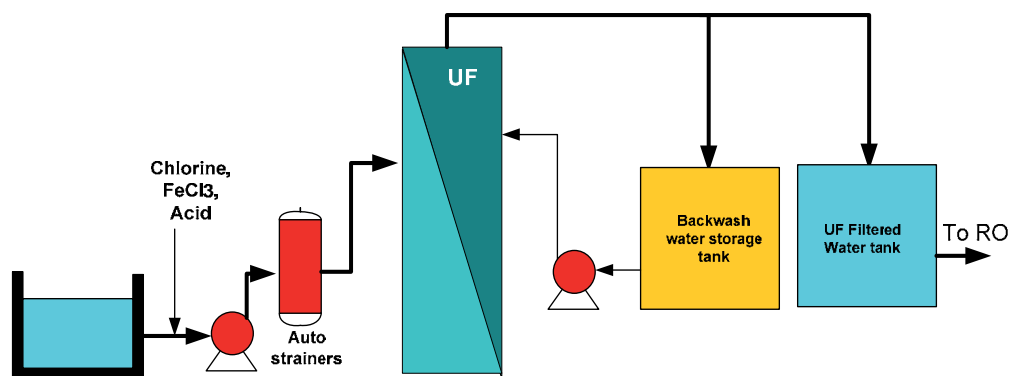 UF
Chlorine,
FeCl3,
Acid
Auto
strainers
Backwash
water storage
tank
UF Filtered
Water tank
To RO